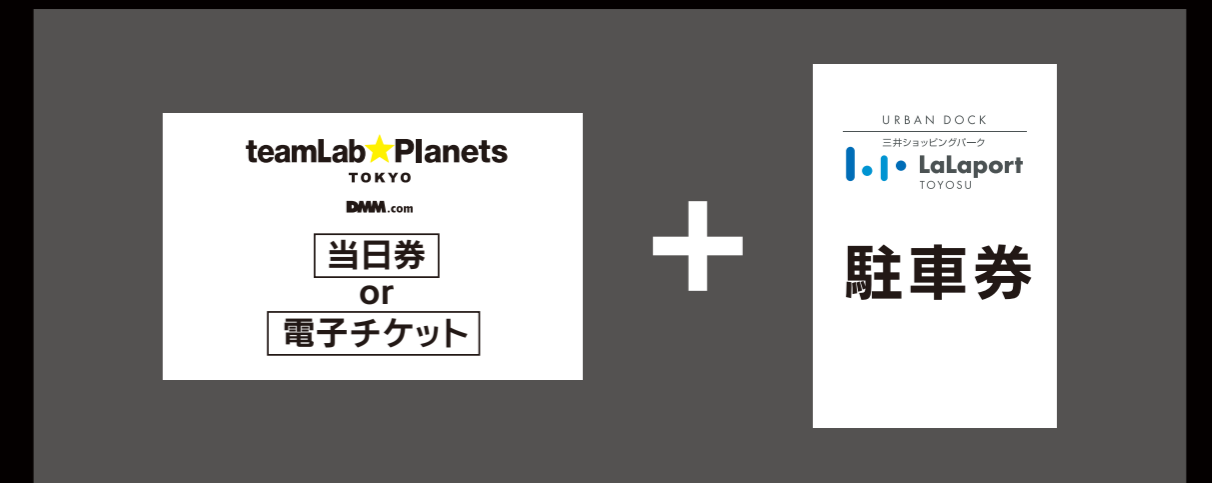 teamLab★Planets
TOKYO
DMM.com
当日券
or
電子チケット
+
URBAN DOCK
三井ショッピングパーク
LaLaport
TOYOSU
駐車券